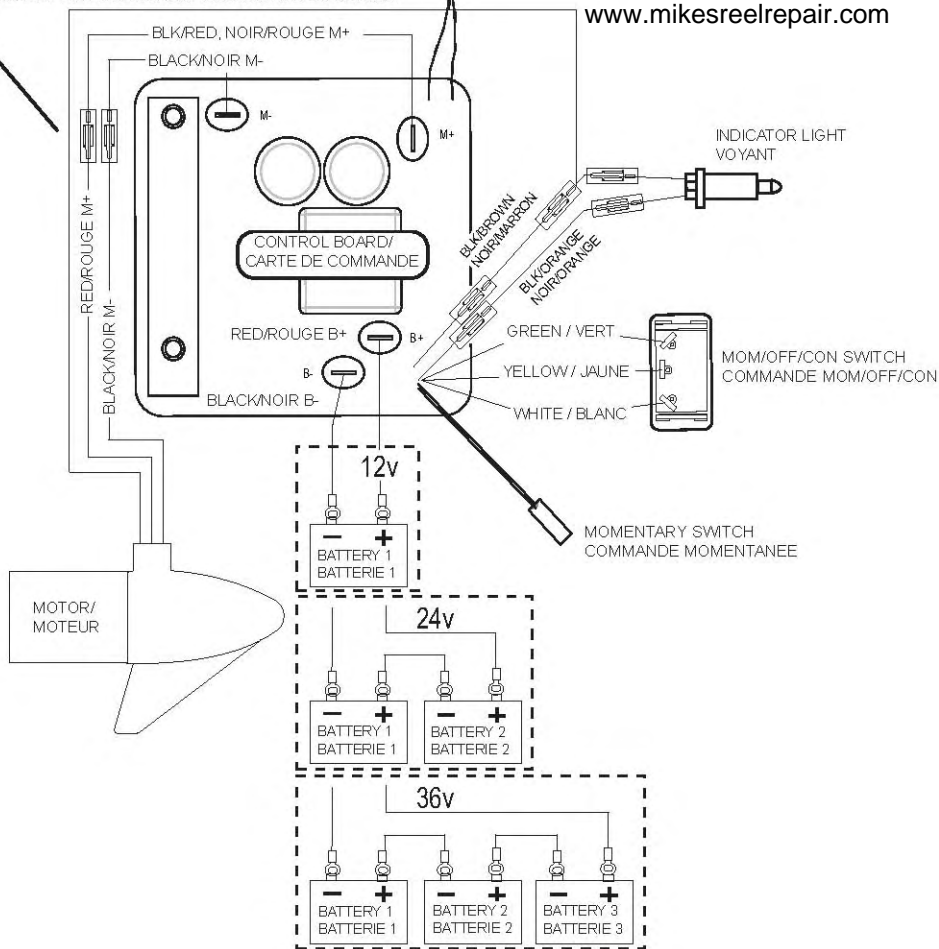 www.mikesreelrepair.com
BLK/RED, NOIR/ROUGE M+
BLACK/NOIR M-
M-
M+
INDICATOR LIGHT
VOYANT
RED/ROUGE M+
BLACK/NOIR M-
BLK/BROWN
NOIR/MARRON
BLK/ORANGE
NOIR/ORANGE
CONTROL BOARD/
CARTE DE COMMANDE
RED/ROUGE B+
B+
B-
BLACK/NOIR B-
GREEN / VERT
YELLOW / JAUNE
WHITE / BLANC
MOM/OFF/CON SWITCH
COMMANDE MOM/OFF/CON
MOMENTARY SWITCH
COMMANDE MOMENTANEE
12v
- +
BATTERY 1
BATTERIE 1
MOTOR/
MOTEUR
24v
- + - +
BATTERY 1 BATTERY 2
BATTERIE 1 BATTERIE 2
36v
- + - + - +
BATTERY 1 BATTERY 2 BATTERY 3
BATTERIE 1 BATTERIE 2 BATTERIE 3